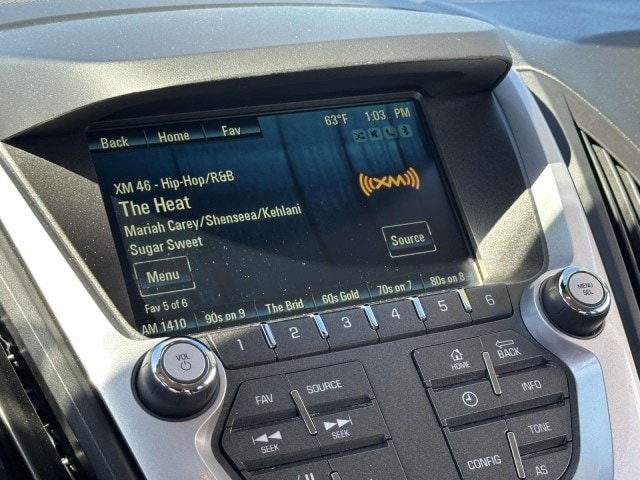 Back Home Fav 63°F 1:03 PM
XM 46 - Hip-Hop/R&B
The Heat
Mariah Carey/Shenseea/Kehlani
Sugar Sweet
XM
Menu
Source
Fav 5 of 6
AM 1410 90s on 9 The Brid 60s Gold 70s on 7 80s on 8
1 2 3 4 5 6
VOL
MENU
SEL
FAV SOURCE
SEEK SEEK
HOME BACK
INFO
TONE
CONFIG
AS